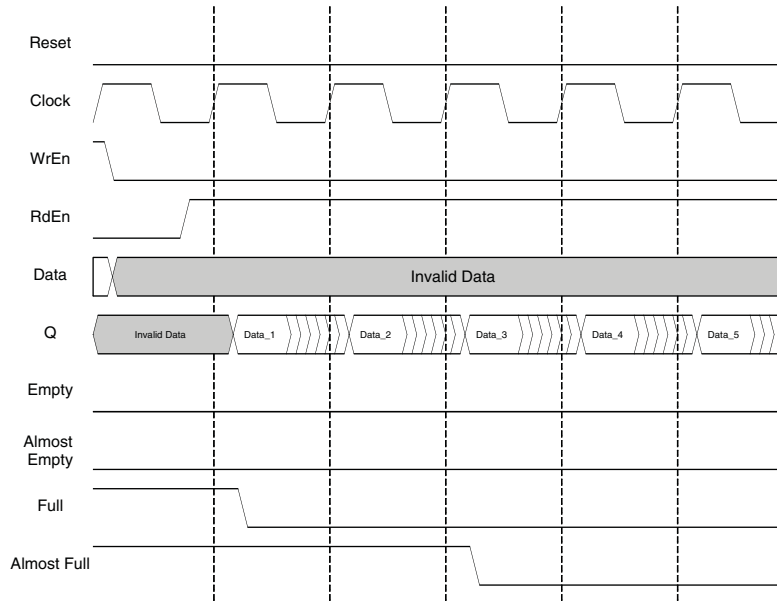 Reset
Clock
WrEn
RdEn
Data
Invalid Data
Q
Invalid Data
Data_1
Data_2
Data_3
Data_4
Data_5
Empty
Almost
Empty
Full
Almost Full